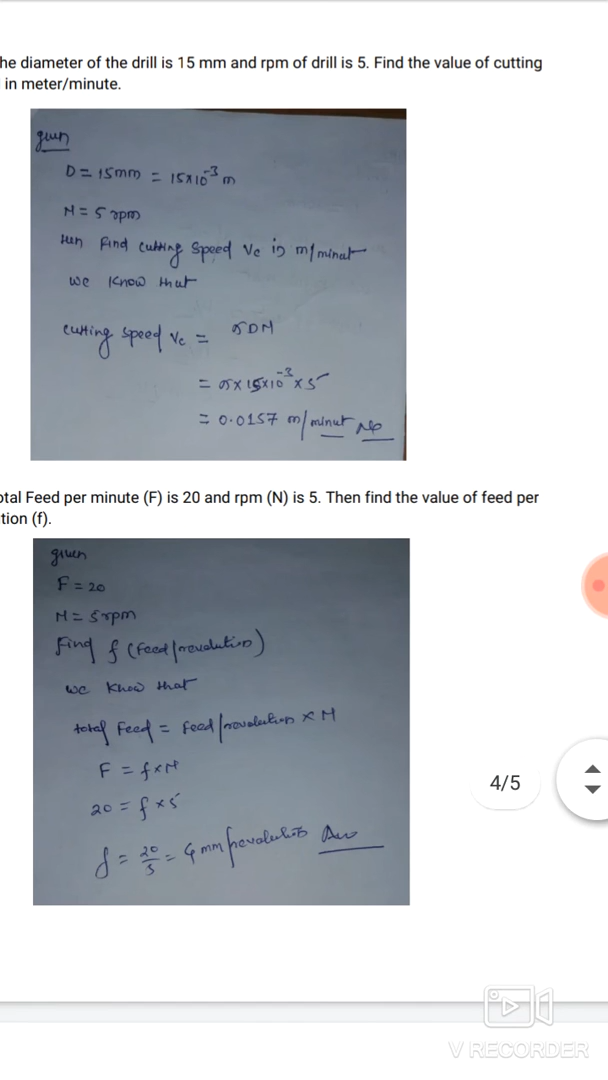 he diameter of the drill is 15 mm and rpm of drill is 5. Find the value of cutting
in meter/minute.
given
D = 15mm = 15×10⁻³ m
N = 5 rpm
Find cutting speed Vc in m/minut
we know that
cutting speed Vc = πDN
= π×15×10⁻³×5
= 0.0157 m/minut
otal Feed per minute (F) is 20 and rpm (N) is 5. Then find the value of feed per
tion (f).
given
F = 20
N = 5rpm
Find f (Feed/revolution)
we know that
total Feed = Feed/revolution × N
F = f×N
20 = f×5
f = 20/5 = 4 mm/revolution Ans
4/5
V RECORDER